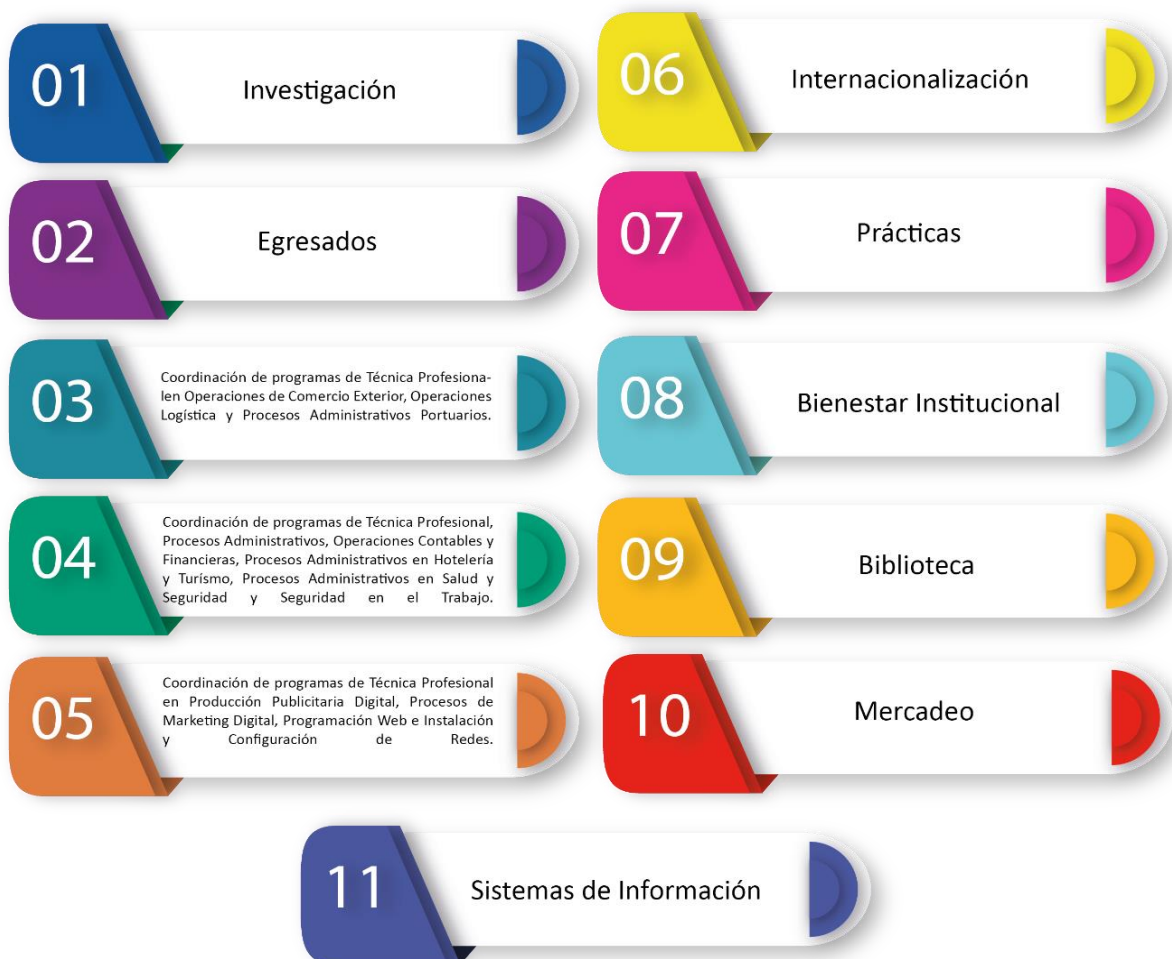 01
Investigación
02
Egresados
03
Coordinación de programas de Técnica Profesiona-
len Operaciones de Comercio Exterior, Operaciones
Logística y Procesos Administrativos Portuarios.
04
Coordinación de programas de Técnica Profesional,
Procesos Administrativos, Operaciones Contables y
Financieras, Procesos Administrativos en Hotelería
y Turísmo, Procesos Administrativos en Salud y
Seguridad y Seguridad en el Trabajo.
05
Coordinación de programas de Técnica Profesional
en Producción Publicitaria Digital, Procesos de
Marketing Digital, Programación Web e Instalación
y Configuración de Redes.
06
Internacionalización
07
Prácticas
08
Bienestar Institucional
09
Biblioteca
10
Mercadeo
11
Sistemas de Información